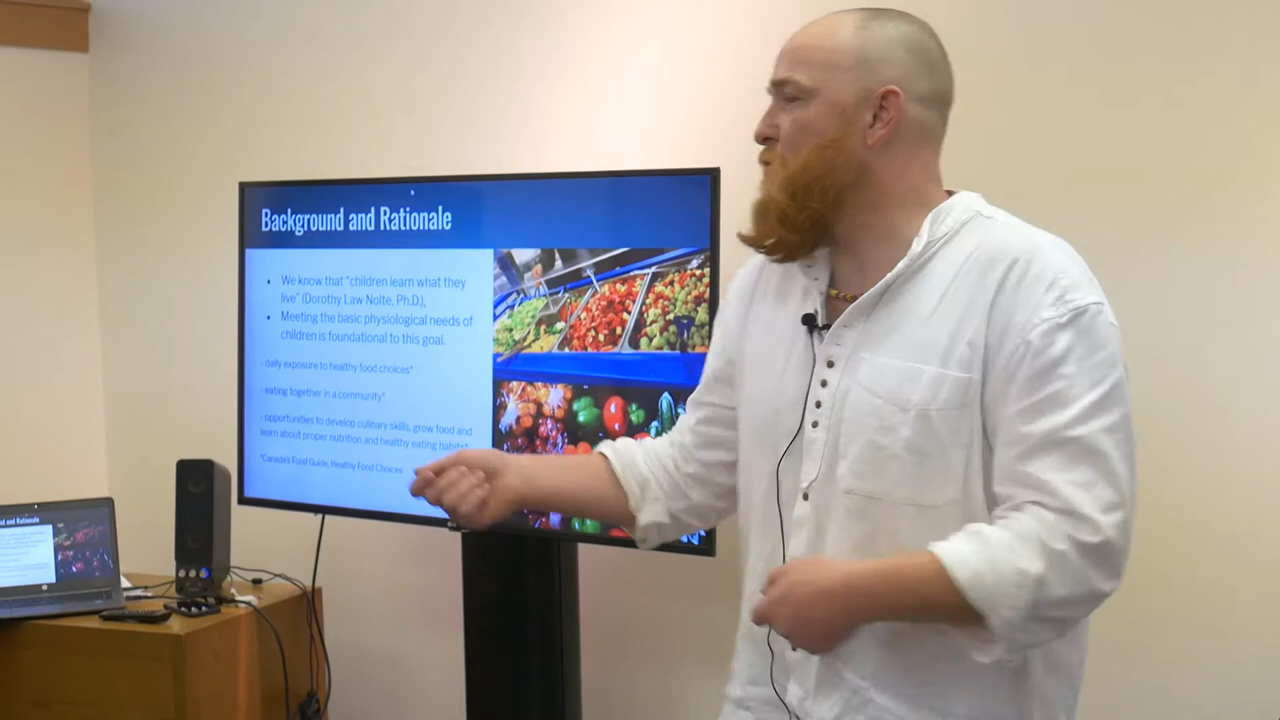 Background and Rationale
• We know that "children learn what they
live" (Dorothy Law Nolte, Ph.D.),
• Meeting the basic physiological needs of
children is foundational to this goal.
- daily exposure to healthy food choices*
- eating together in a community*
- opportunities to develop culinary skills, grow food and
learn about proper nutrition and healthy eating habits*
*Canada's Food Guide, Healthy Food Choices
nd and Rationale